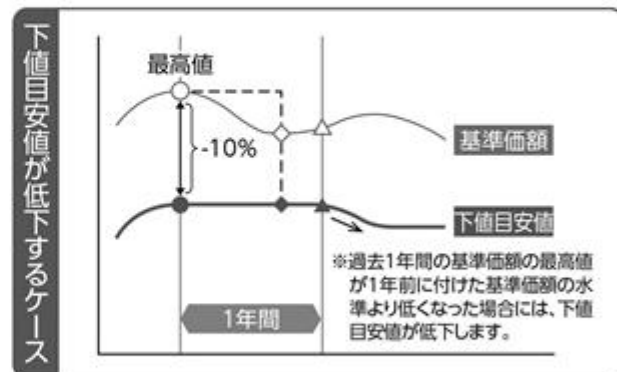 下値目安値が低下するケース
最高値
-10%
基準価額
下値目安値
※過去1年間の基準価額の最高値
が1年前に付けた基準価額の水
準より低くなった場合には、下値
目安値が低下します。
1年間